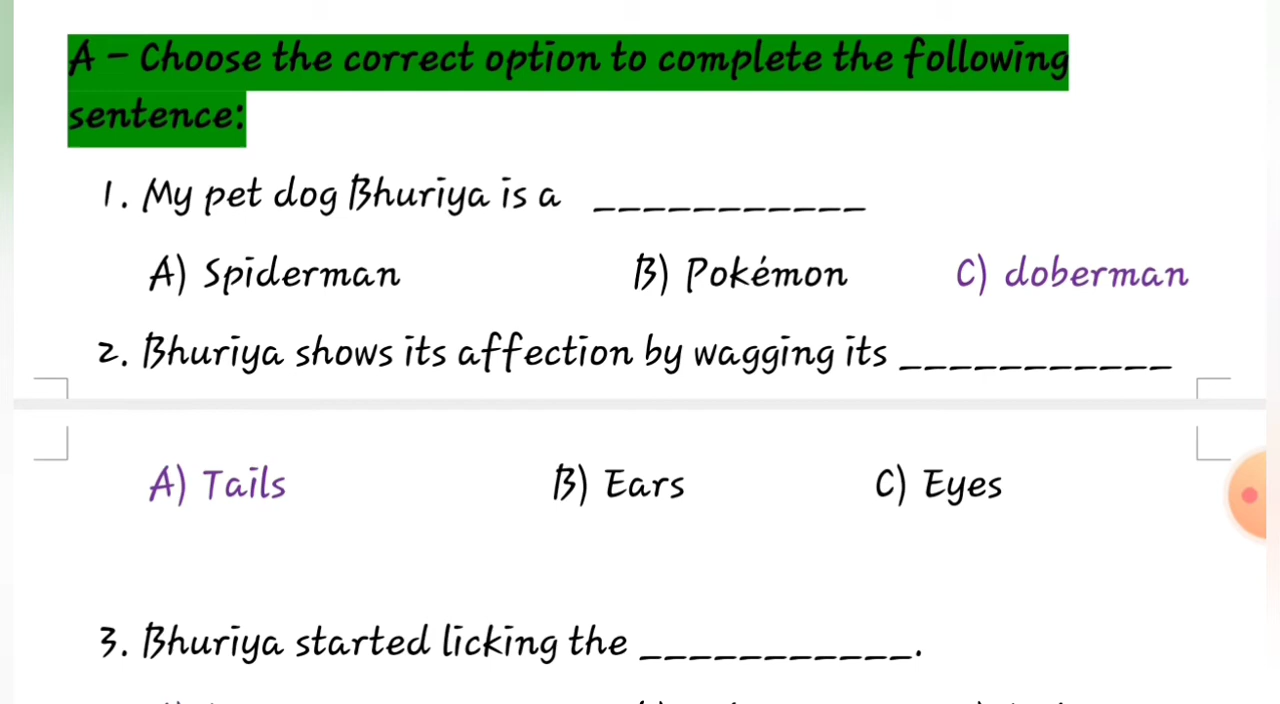 A - Choose the correct option to complete the following
sentence:
1. My pet dog Bhuriya is a ___________
A) Spiderman B) Pokémon C) doberman
2. Bhuriya shows its affection by wagging its ___________
A) Tails B) Ears C) Eyes
3. Bhuriya started licking the ___________.